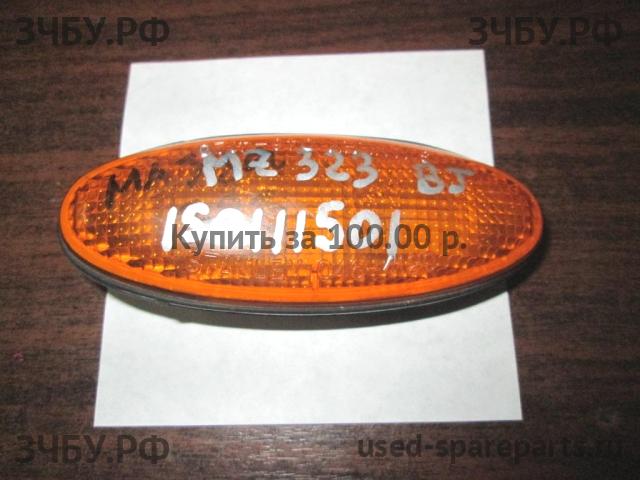 ЗЧБУ.РФ ЗЧБУ.РФ
MZ 323 BJ
Купить за 100.00 р.
ЗЧБУ.РФ used-spareparts.ru